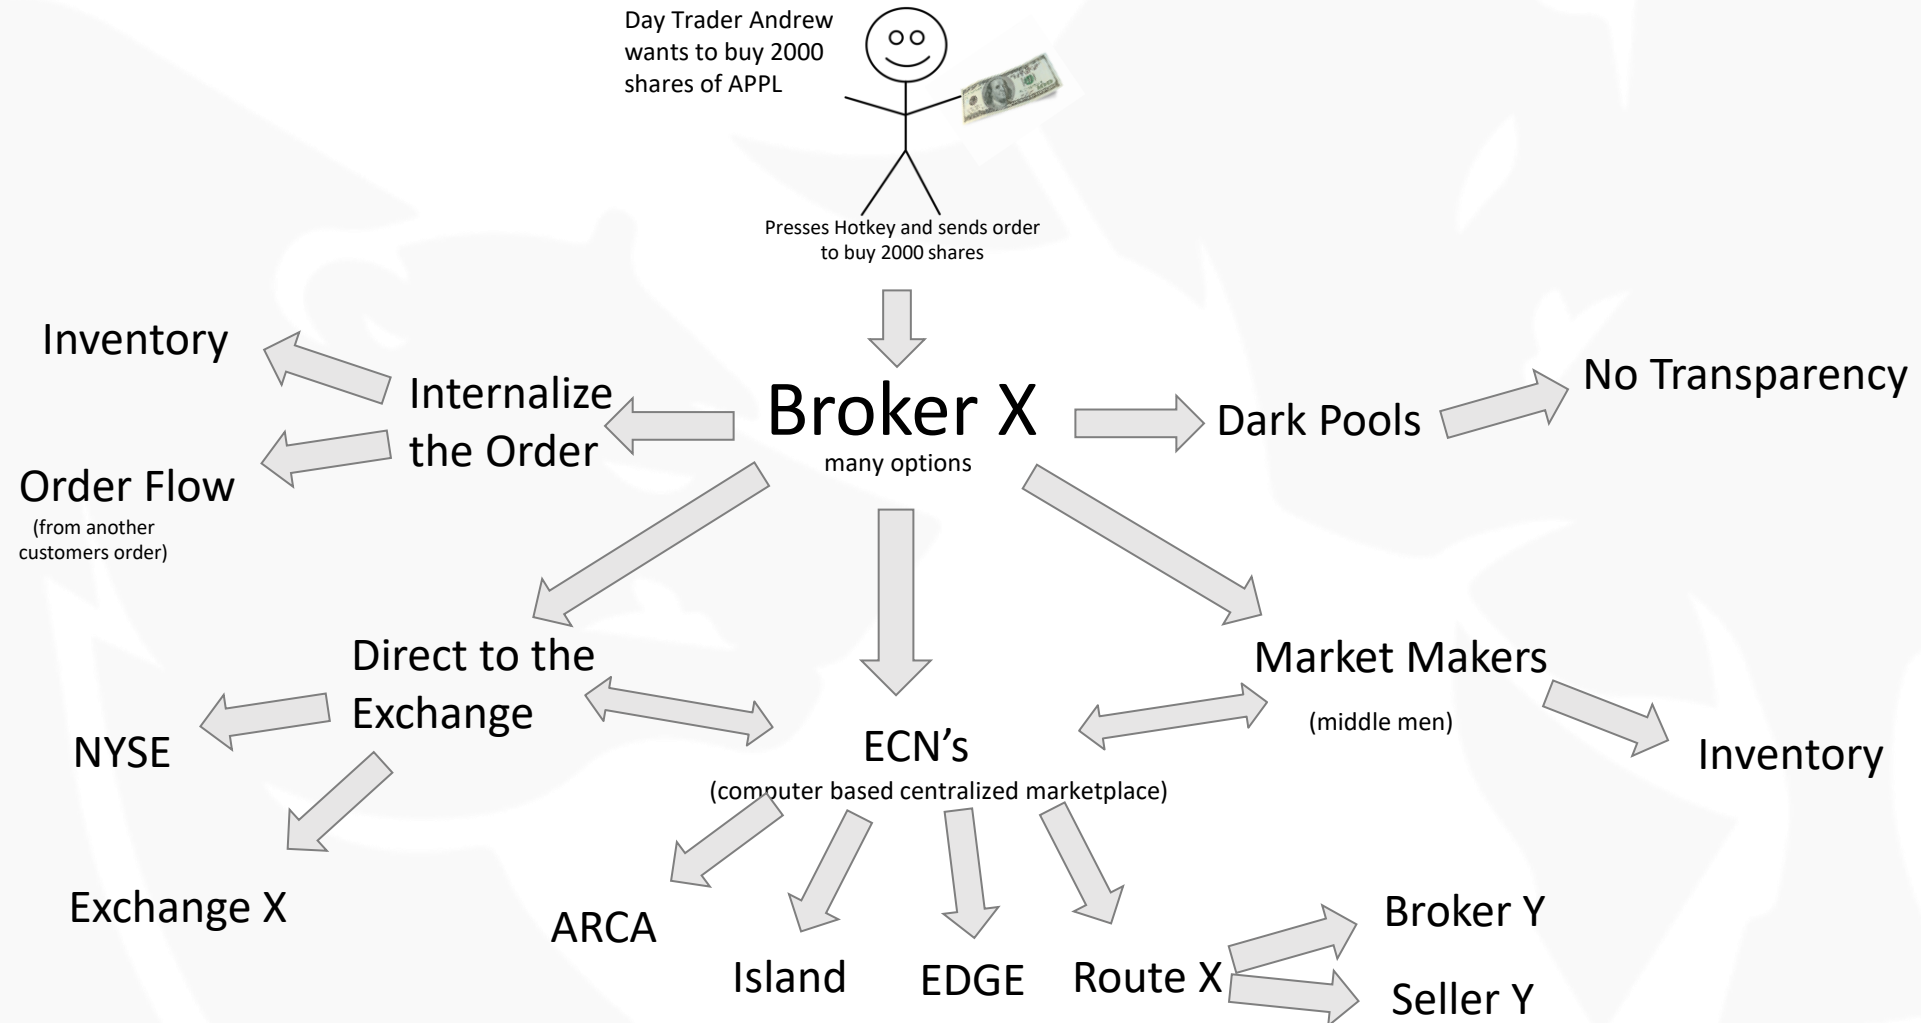 Day Trader Andrew
wants to buy 2000
shares of APPL
Presses Hotkey and sends order
to buy 2000 shares
Broker X
many options
Internalize
the Order
Inventory
Order Flow
(from another
customers order)
Dark Pools
No Transparency
Direct to the
Exchange
NYSE
Exchange X
ECN’s
(computer based centralized marketplace)
Market Makers
(middle men)
Inventory
ARCA
Island
EDGE
Route X
Broker Y
Seller Y